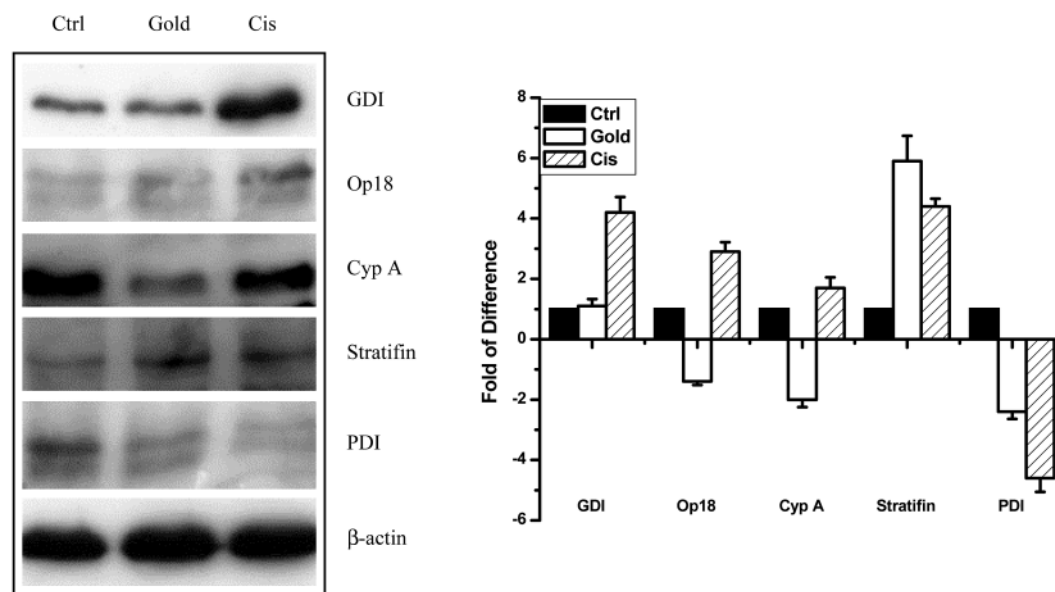 Ctrl Gold Cis
GDI
Op18
Cyp A
Stratifin
PDI
β-actin
8
6
4
2
0
-2
-4
-6
Fold of Difference
Ctrl
Gold
Cis
GDI Op18 Cyp A Stratifin PDI